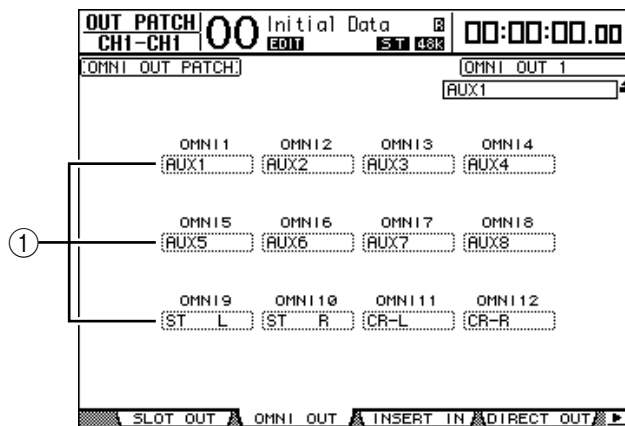 OUT PATCH
CH1-CH1
00
Initial Data
R
EDIT
ST 48K
00:00:00.00
OMNI OUT PATCH
OMNI OUT 1
AUX1
OMNI1 OMNI2 OMNI3 OMNI4
AUX1 AUX2 AUX3 AUX4
1
OMNI5 OMNI6 OMNI7 OMNI8
AUX5 AUX6 AUX7 AUX8
OMNI9 OMNI10 OMNI11 OMNI12
ST L ST R CR-L CR-R
SLOT OUT OMNI OUT INSERT IN DIRECT OUT